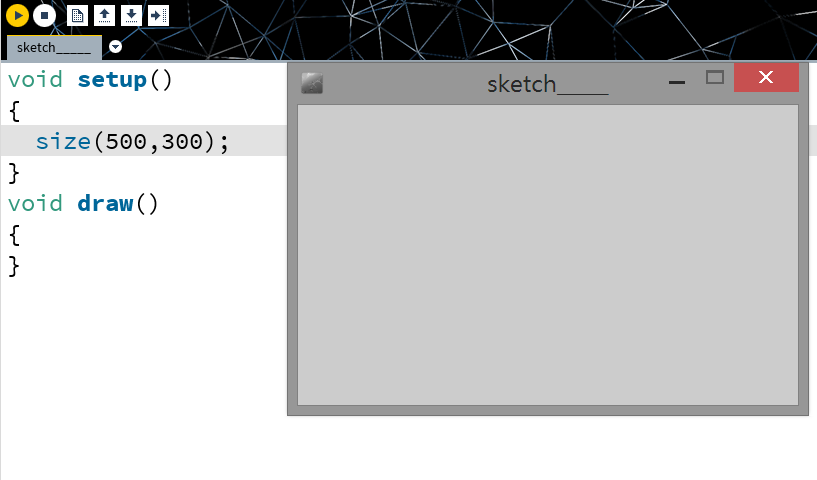 sketch_____
void setup()
{
  size(500,300);
}
void draw()
{
}
sketch_____